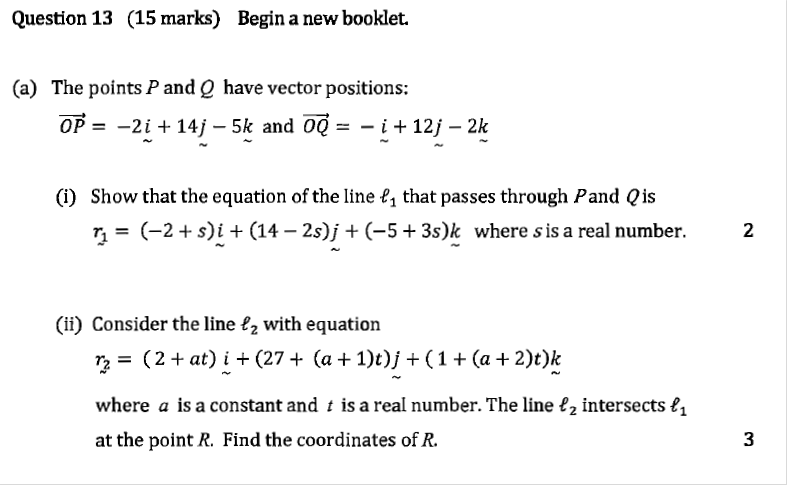 Question 13 (15 marks) Begin a new booklet.
(a) The points P and Q have vector positions:
$\overrightarrow{OP} = -2\underset{\sim}{i} + 14\underset{\sim}{j} - 5\underset{\sim}{k}$ and $\overrightarrow{OQ} = -\underset{\sim}{i} + 12\underset{\sim}{j} - 2\underset{\sim}{k}$
(i) Show that the equation of the line $\ell_1$ that passes through P and Q is
$\underset{\sim}{r_1} = (-2 + s)\underset{\sim}{i} + (14 - 2s)\underset{\sim}{j} + (-5 + 3s)\underset{\sim}{k}$ where s is a real number. 2
(ii) Consider the line $\ell_2$ with equation
$\underset{\sim}{r_2} = (2 + at)\underset{\sim}{i} + (27 + (a + 1)t)\underset{\sim}{j} + (1 + (a + 2)t)\underset{\sim}{k}$
where a is a constant and t is a real number. The line $\ell_2$ intersects $\ell_1$
at the point R. Find the coordinates of R. 3